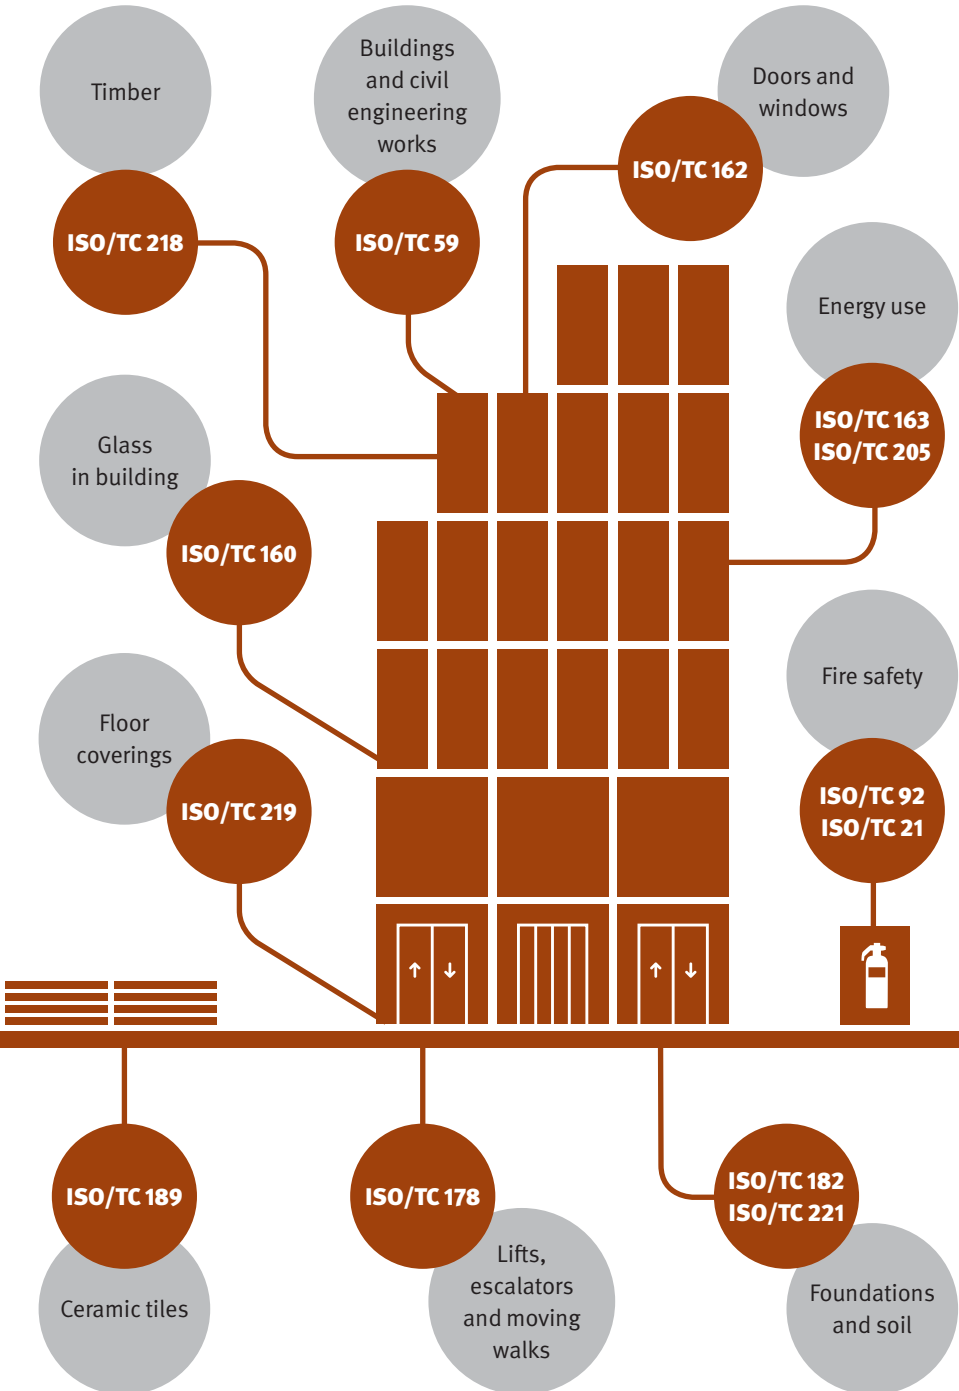 Timber
ISO/TC 218
Buildings
and civil
engineering
works
ISO/TC 59
Doors and
windows
ISO/TC 162
Energy use
ISO/TC 163
ISO/TC 205
Glass
in building
ISO/TC 160
Fire safety
ISO/TC 92
ISO/TC 21
Floor
coverings
ISO/TC 219
ISO/TC 189
Ceramic tiles
ISO/TC 178
Lifts,
escalators
and moving
walks
ISO/TC 182
ISO/TC 221
Foundations
and soil